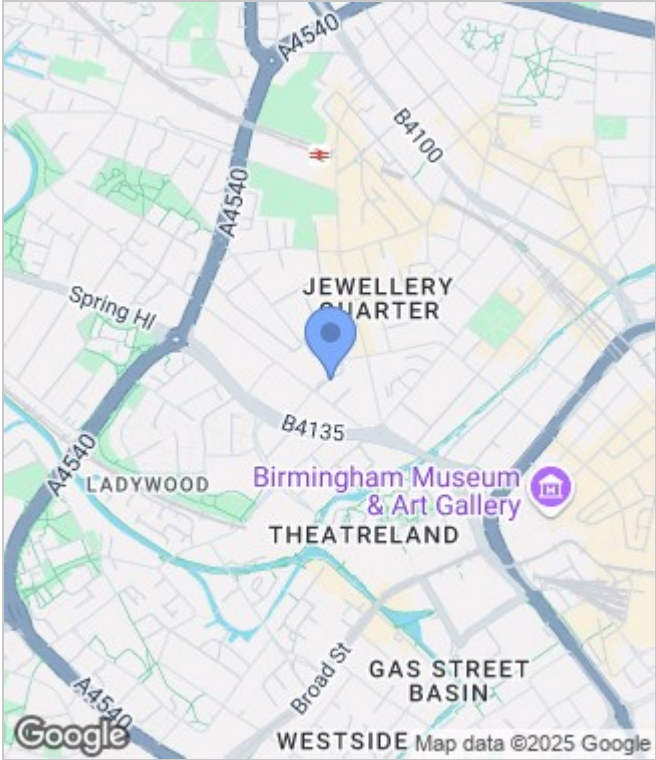 A4540
B4100
A4540
JEWELLERY
QUARTER
Spring Hl
B4135
A4540
LADYWOOD
Birmingham Museum
& Art Gallery
THEATRELAND
Broad St
GAS STREET
BASIN
A4540
Google
WESTSIDE
Map data ©2025 Google